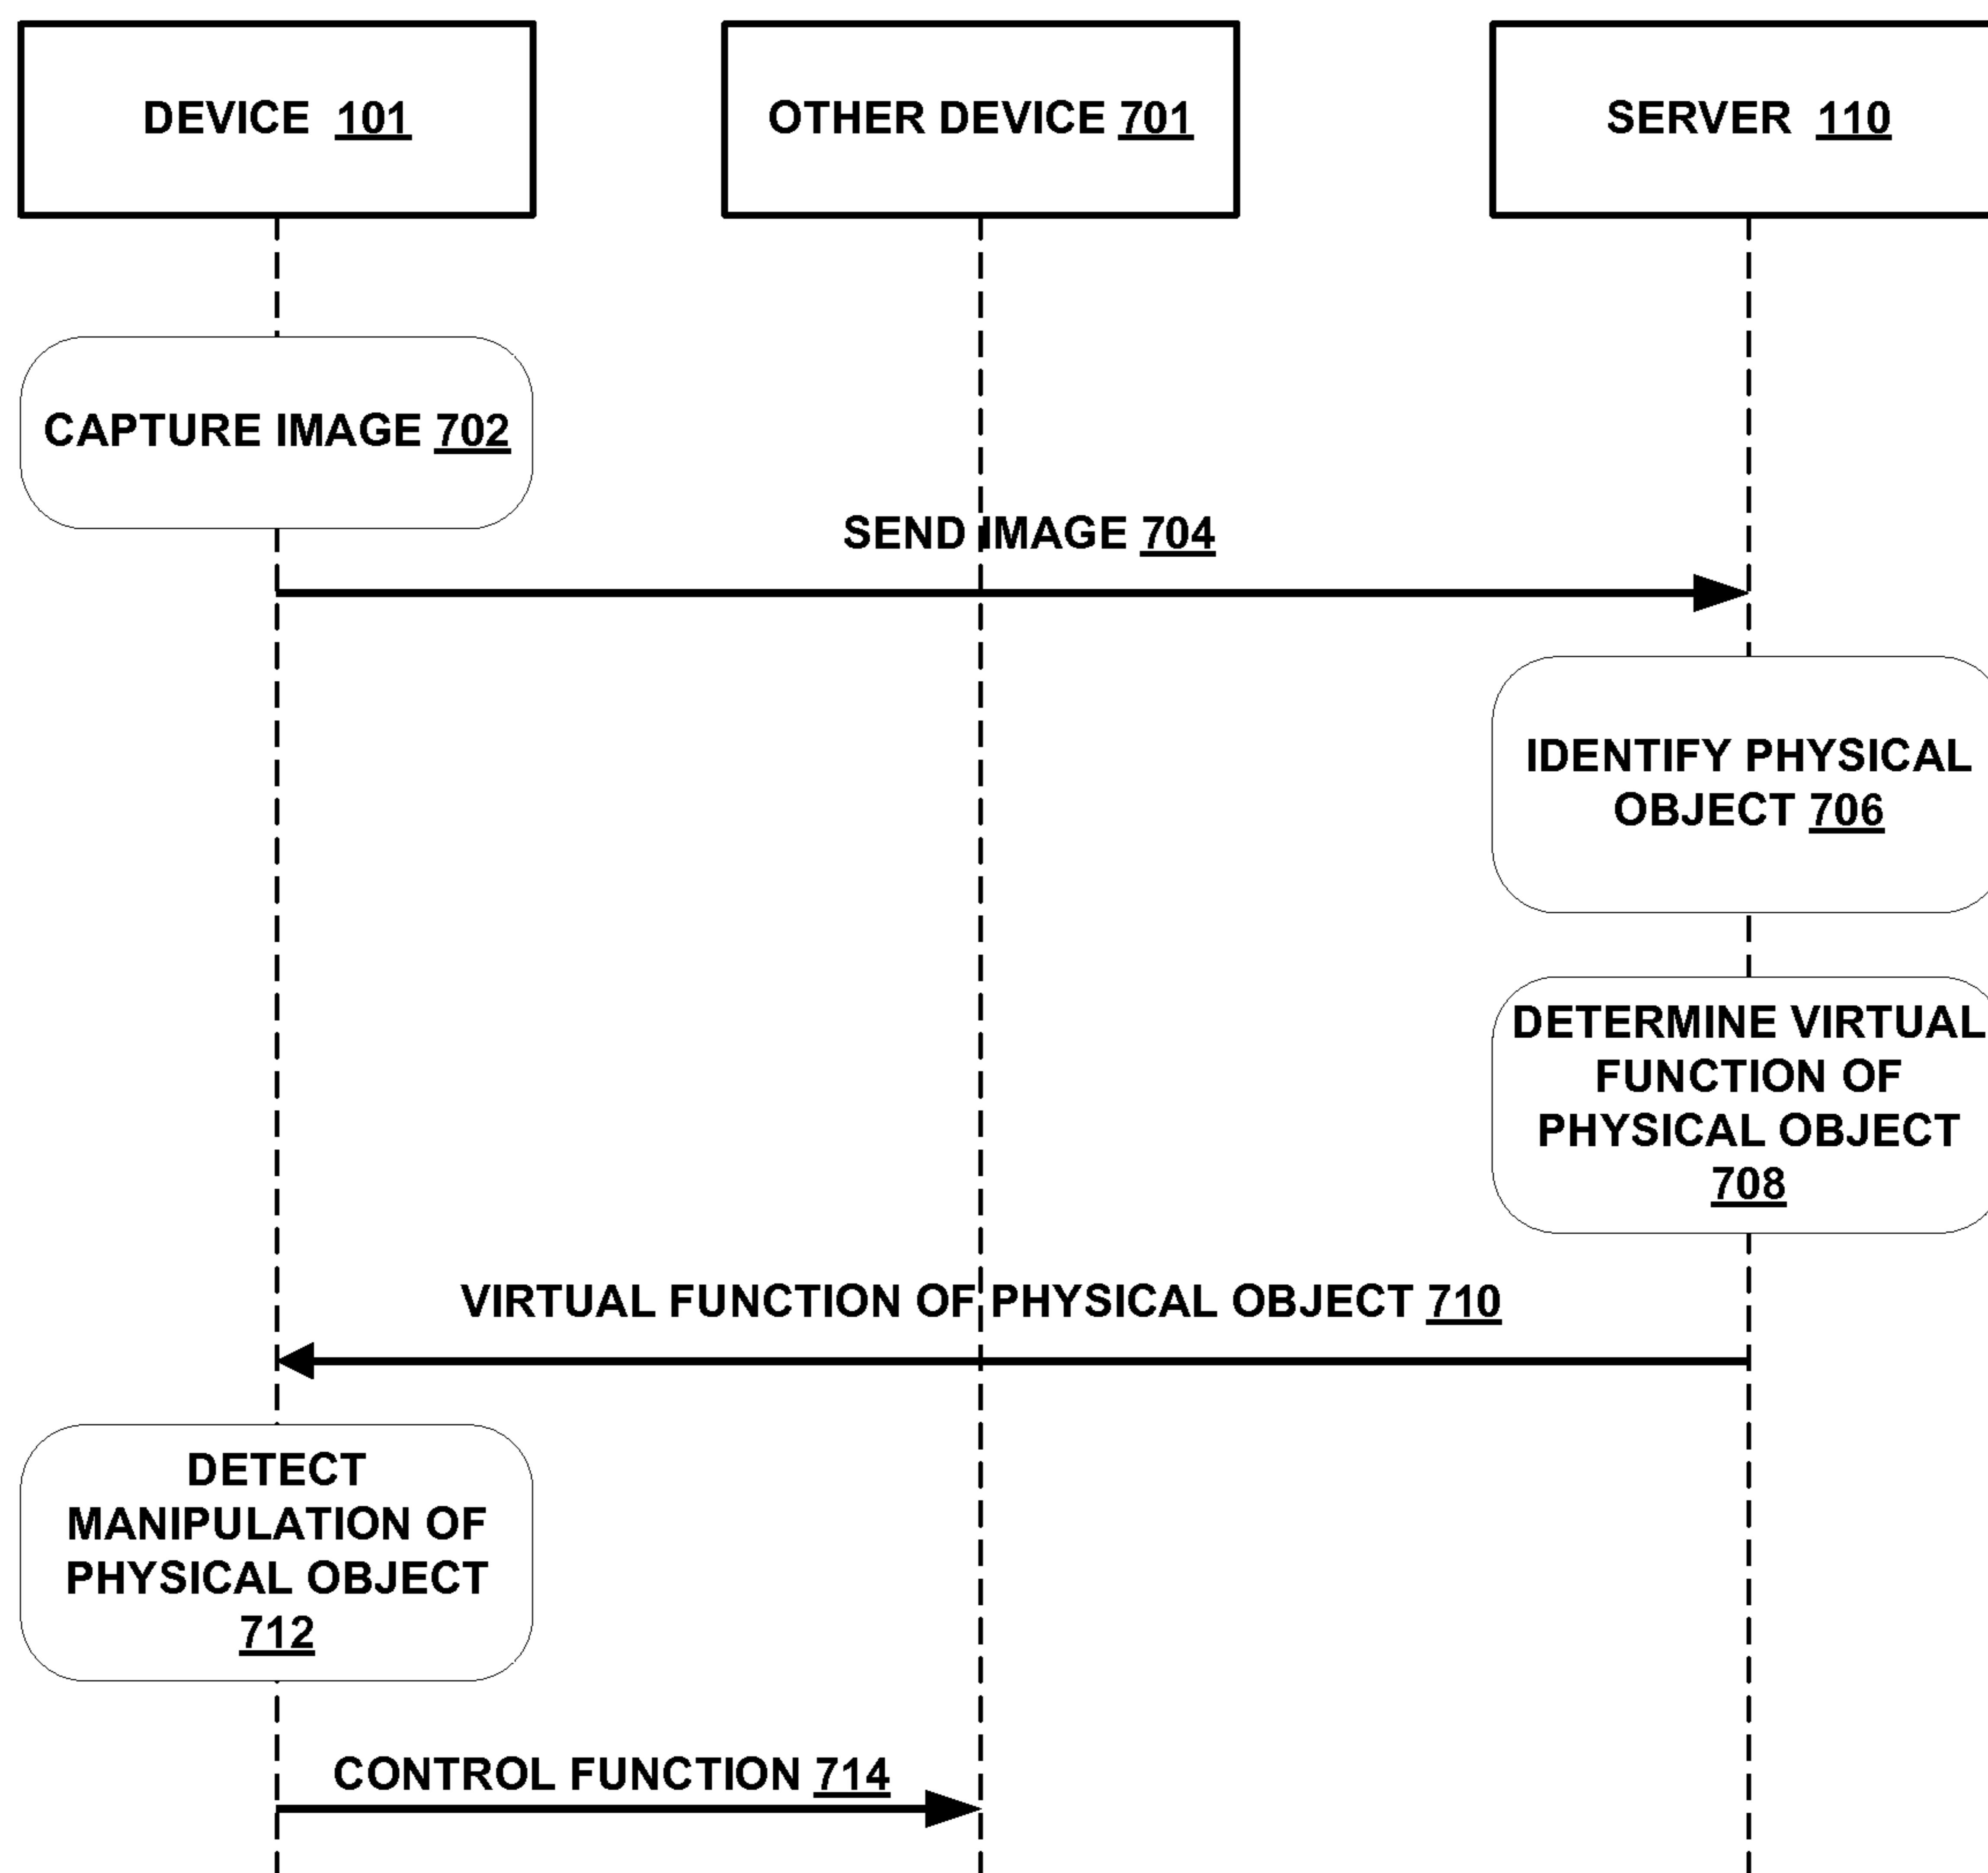 DEVICE 101
OTHER DEVICE 701
SERVER 110
CAPTURE IMAGE 702
SEND IMAGE 704
IDENTIFY PHYSICAL
OBJECT 706
DETERMINE VIRTUAL
FUNCTION OF
PHYSICAL OBJECT
708
VIRTUAL FUNCTION OF PHYSICAL OBJECT 710
DETECT
MANIPULATION OF
PHYSICAL OBJECT
712
CONTROL FUNCTION 714